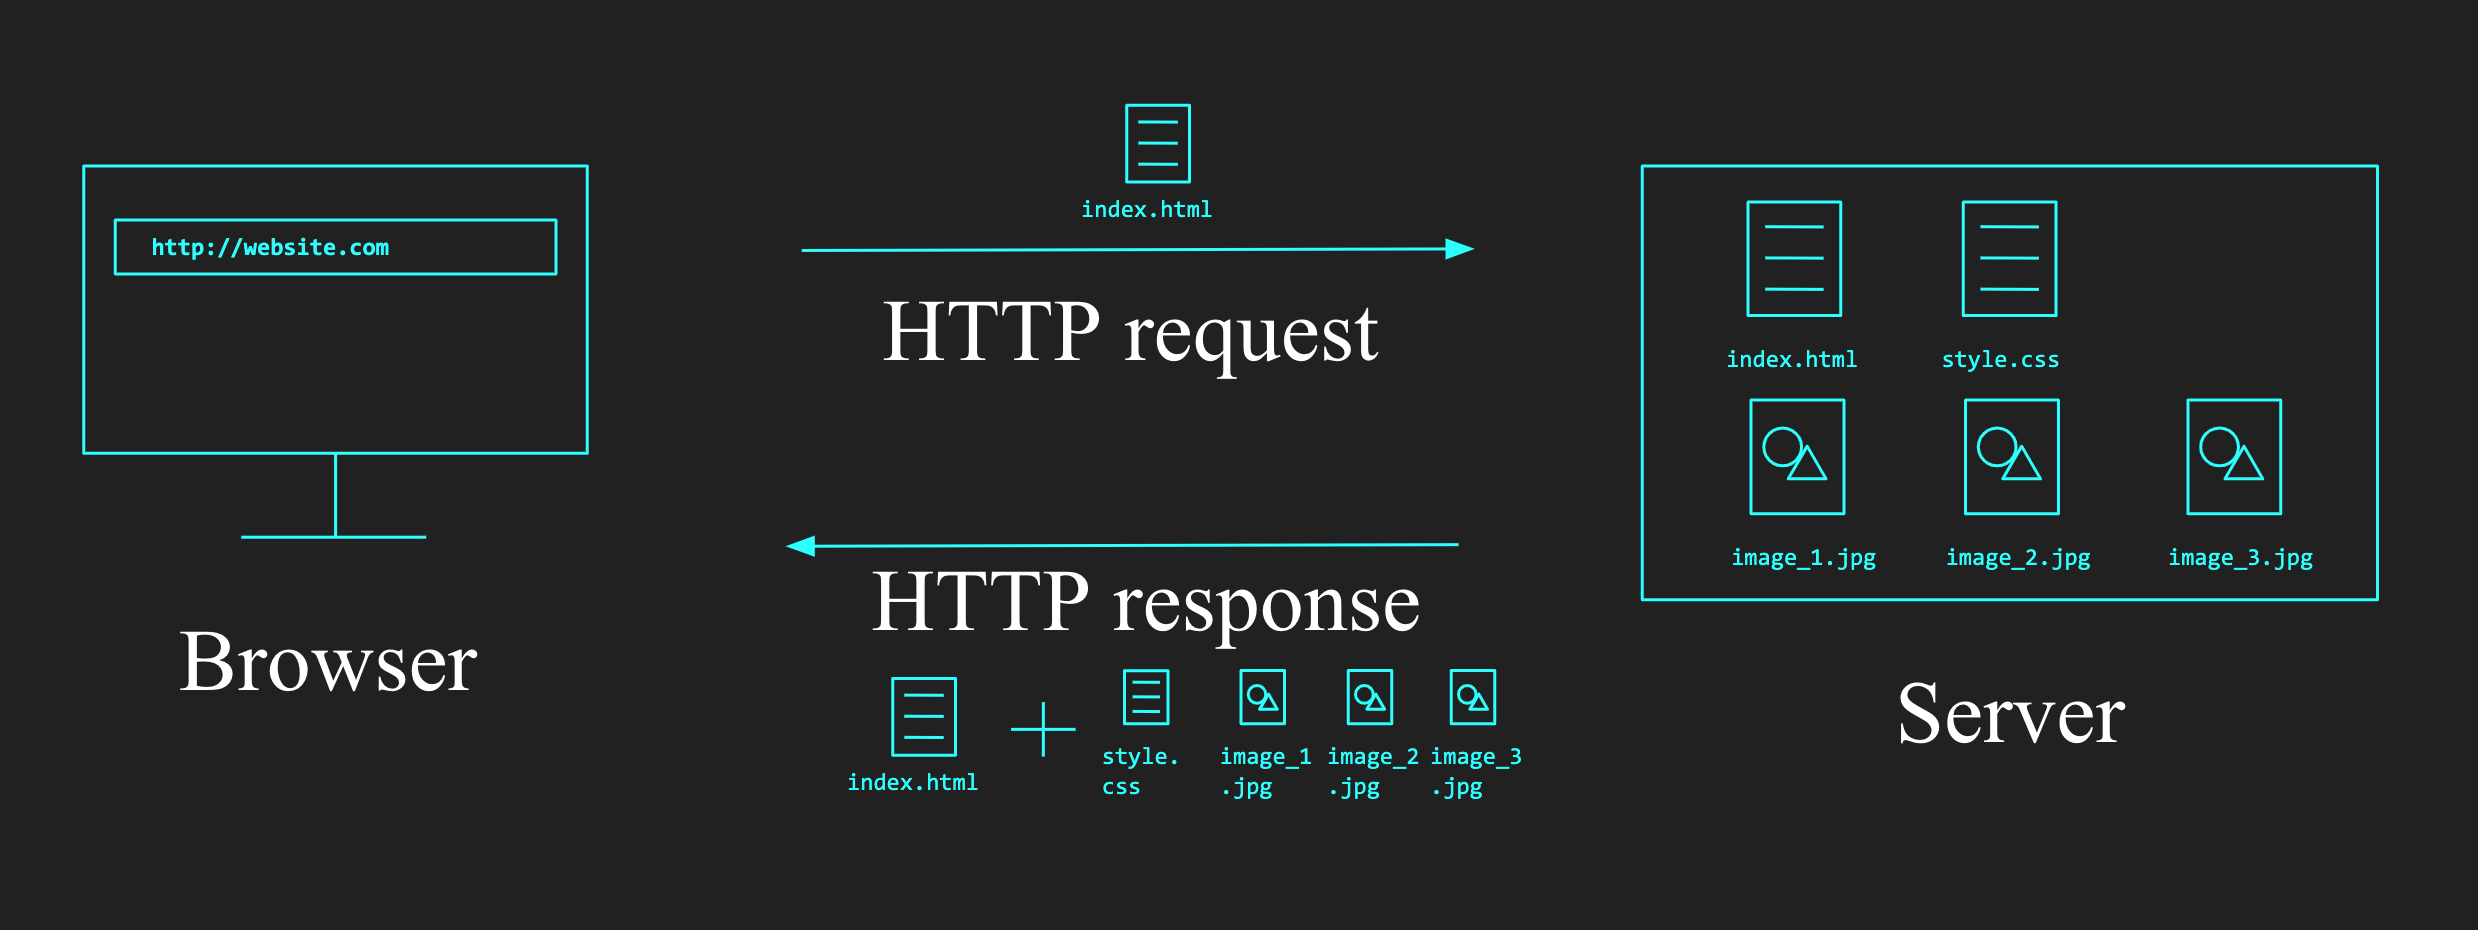 index.html
http://website.com
HTTP request
index.html
style.css
image_1.jpg
image_2.jpg
image_3.jpg
HTTP response
Browser
Server
index.html
style.
css
image_1
.jpg
image_2
.jpg
image_3
.jpg